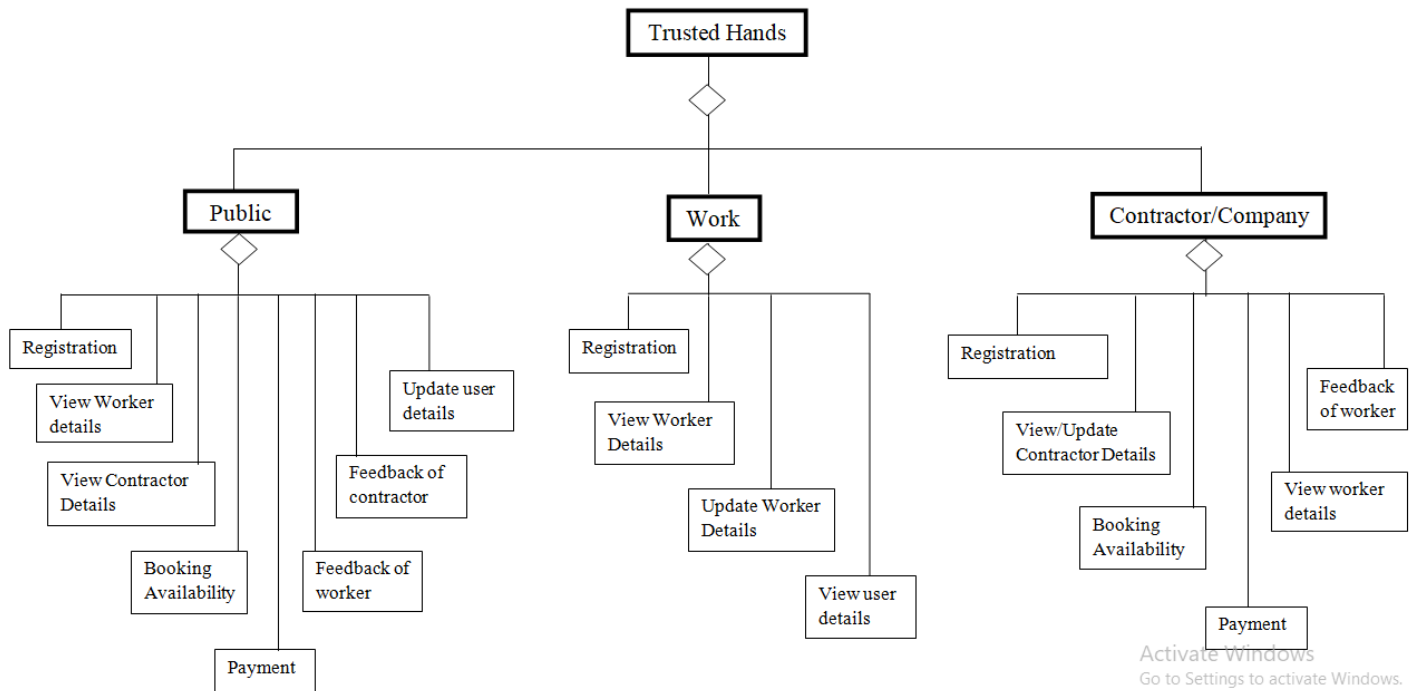 Trusted Hands
Public
Work
Contractor/Company
Registration
View Worker
details
View Contractor
Details
Booking
Availability
Payment
Feedback of
worker
Feedback of
contractor
Update user
details
Registration
View Worker
Details
Update Worker
Details
View user
details
Registration
View/Update
Contractor Details
Booking
Availability
Payment
View worker
details
Feedback
of worker
Activate Windows
Go to Settings to activate Windows.